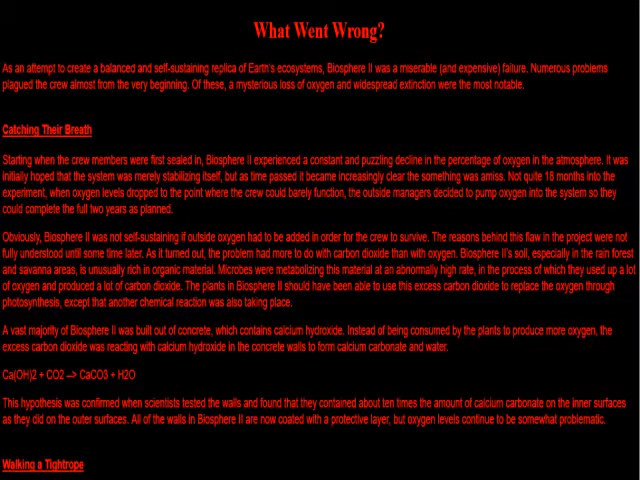 What Went Wrong?
As an attempt to create a balanced and self-sustaining replica of Earth's ecosystems, Biosphere II was a miserable (and expensive) failure. Numerous problems
plagued the crew almost from the very beginning. Of these, a mysterious loss of oxygen and widespread extinction were the most notable.
Catching Their Breath
Starting when the crew members were first sealed in, Biosphere II experienced a constant and puzzling decline in the percentage of oxygen in the atmosphere. It was
initially hoped that the system was merely stabilizing itself, but as time passed it became increasingly clear the something was amiss. Not quite 18 months into the
experiment, when oxygen levels dropped to the point where the crew could barely function, the outside managers decided to pump oxygen into the system so they
could complete the full two years as planned.
Obviously, Biosphere II was not self-sustaining if outside oxygen had to be added in order for the crew to survive. The reasons behind this flaw in the project were not
fully understood until some time later. As it turned out, the problem had more to do with carbon dioxide than with oxygen. Biosphere II's soil, especially in the rain forest
and savanna areas, is unusually rich in organic material. Microbes were metabolizing this material at an abnormally high rate, in the process of which they used up a lot
of oxygen and produced a lot of carbon dioxide. The plants in Biosphere II should have been able to use this excess carbon dioxide to replace the oxygen through
photosynthesis, except that another chemical reaction was also taking place.
A vast majority of Biosphere II was built out of concrete, which contains calcium hydroxide. Instead of being consumed by the plants to produce more oxygen, the
excess carbon dioxide was reacting with calcium hydroxide in the concrete walls to form calcium carbonate and water.
Ca(OH)2 + CO2 --> CaCO3 + H2O
This hypothesis was confirmed when scientists tested the walls and found that they contained about ten times the amount of calcium carbonate on the inner surfaces
as they did on the outer surfaces. All of the walls in Biosphere II are now coated with a protective layer, but oxygen levels continue to be somewhat problematic.
Walking a Tightrope